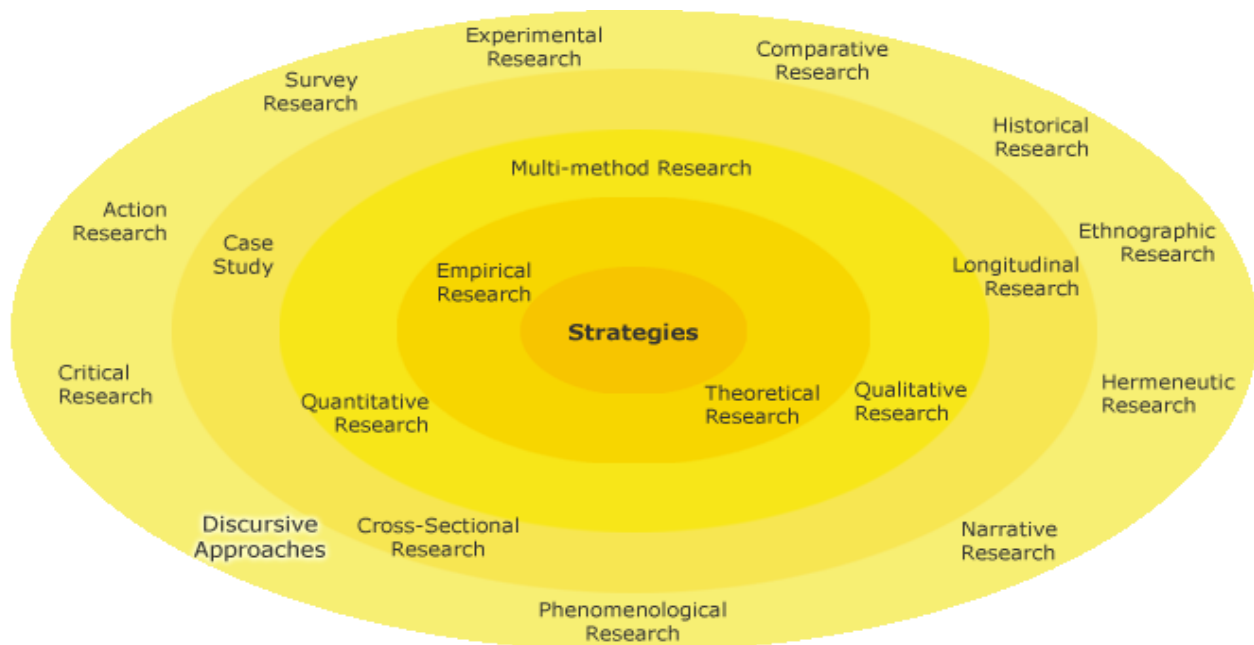 Experimental
Research
Comparative
Research
Survey
Research
Historical
Research
Multi-method Research
Action
Research
Case
Study
Empirical
Research
Longitudinal
Research
Ethnographic
Research
Strategies
Critical
Research
Quantitative
Research
Theoretical
Research
Qualitative
Research
Hermeneutic
Research
Discursive
Approaches
Cross-Sectional
Research
Narrative
Research
Phenomenological
Research